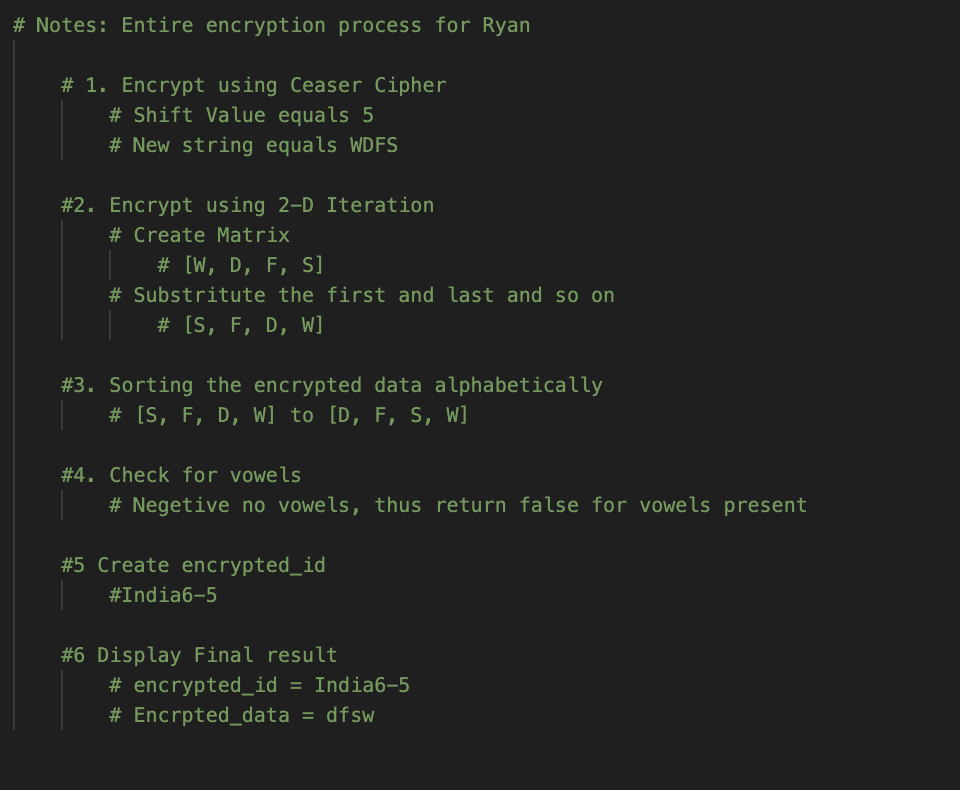 # Notes: Entire encryption process for Ryan
# 1. Encrypt using Ceaser Cipher
# Shift Value equals 5
# New string equals WDFS
#2. Encrypt using 2-D Iteration
# Create Matrix
# [W, D, F, S]
# Substritute the first and last and so on
# [S, F, D, W]
#3. Sorting the encrypted data alphabetically
# [S, F, D, W] to [D, F, S, W]
#4. Check for vowels
# Negetive no vowels, thus return false for vowels present
#5 Create encrypted_id
#India6-5
#6 Display Final result
# encrypted_id = India6-5
# Encrpted_data = dfsw